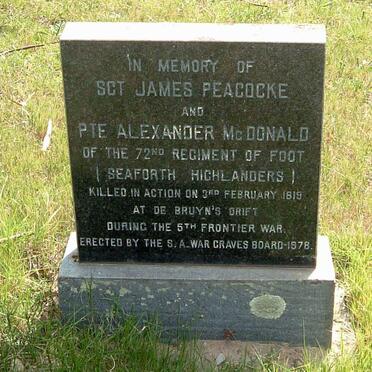 IN MEMORY OF
SGT JAMES PEACOCKE
AND
PTE ALEXANDER McDONALD
OF THE 72ND REGIMENT OF FOOT
( SEAFORTH HIGHLANDERS )
KILLED IN ACTION ON 3RD FEBRUARY 1819
AT DE BRUYN'S DRIFT
DURING THE 5TH FRONTIER WAR.
ERECTED BY THE S.A. WAR GRAVES BOARD-1978.